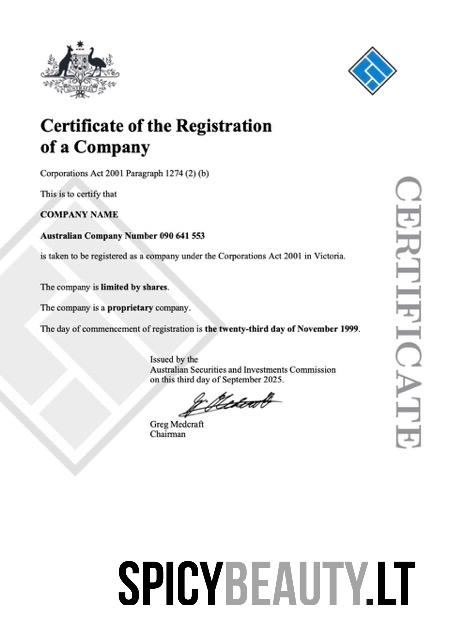 Certificate of the Registration
of a Company
Corporations Act 2001 Paragraph 1274 (2) (b)
This is to certify that
COMPANY NAME
Australian Company Number 090 641 553
is taken to be registered as a company under the Corporations Act 2001 in Victoria.
The company is limited by shares.
The company is a proprietary company.
The day of commencement of registration is the twenty-third day of November 1999.
Issued by the
Australian Securities and Investments Commission
on this third day of September 2025.
Greg Medcraft
Chairman
CERTIFICATE
SPICYBEAUTY.LT